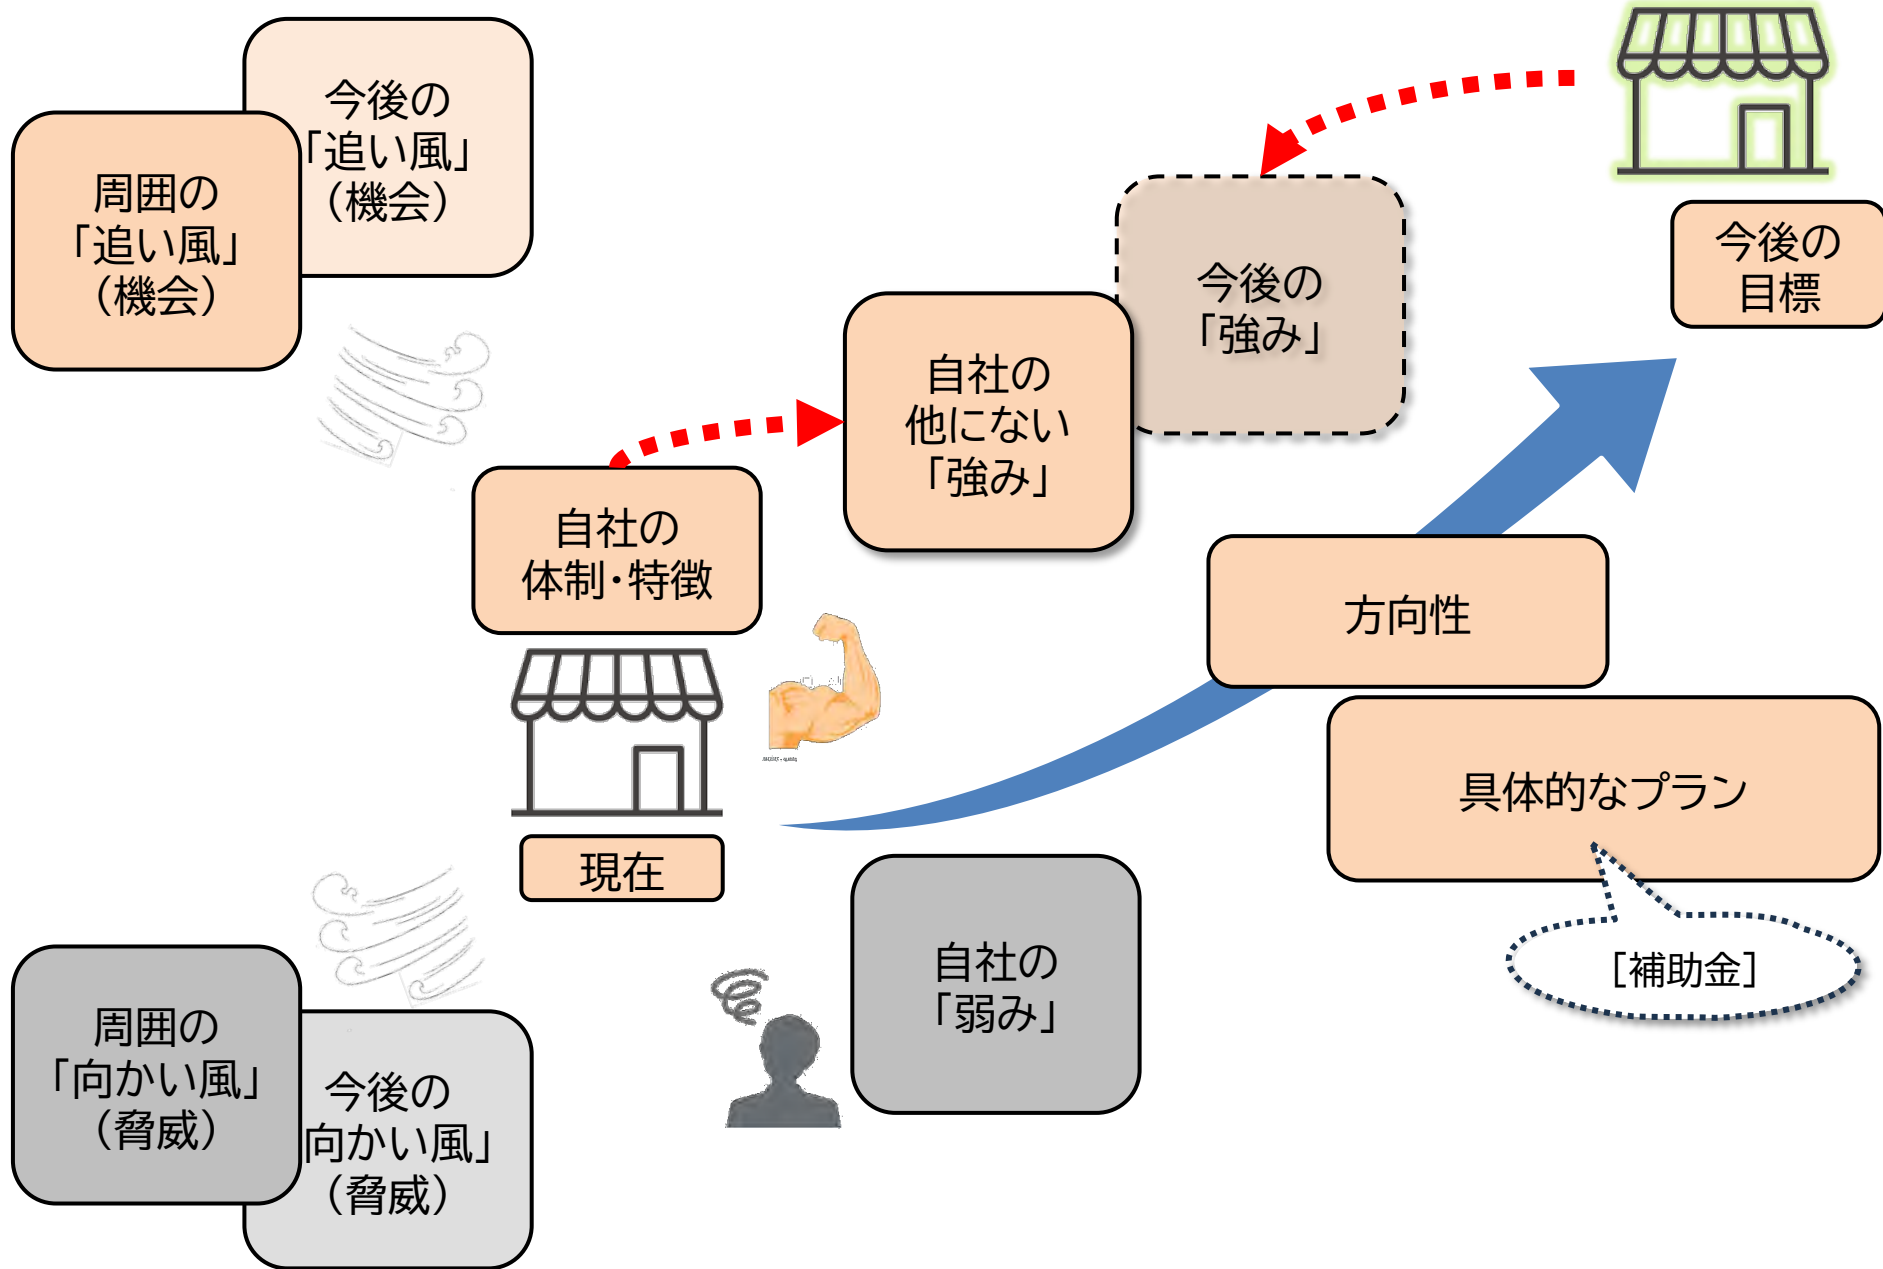 今後の
「追い風」
（機会）
周囲の
「追い風」
（機会）
今後の
目標
今後の
「強み」
自社の
他にない
「強み」
自社の
体制・特徴
方向性
具体的なプラン
［補助金］
現在
自社の
「弱み」
周囲の
「向かい風」
（脅威）
今後の
向かい風」
（脅威）